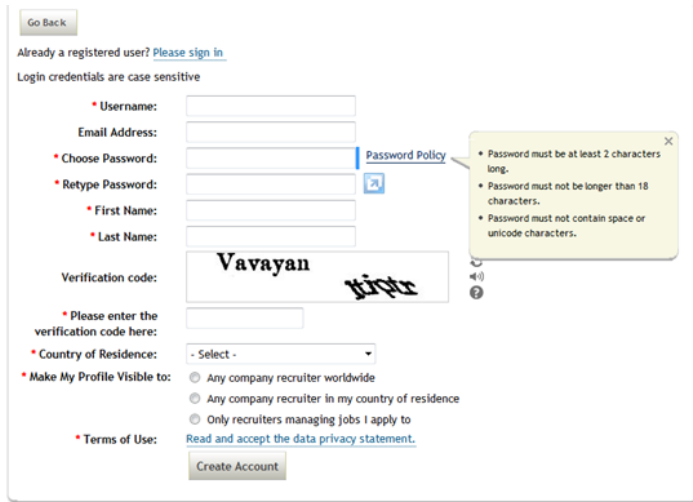 Go Back
Already a registered user? Please sign in
Login credentials are case sensitive
* Username:
Email Address:
* Choose Password:
Password Policy
• Password must be at least 2 characters
long.
• Password must not be longer than 18
characters.
• Password must not contain space or
unicode characters.
* Retype Password:
* First Name:
* Last Name:
Verification code:
Vavayan
* Please enter the
verification code here:
* Country of Residence:
- Select -
* Make My Profile Visible to:
Any company recruiter worldwide
Any company recruiter in my country of residence
Only recruiters managing jobs I apply to
* Terms of Use:
Read and accept the data privacy statement.
Create Account